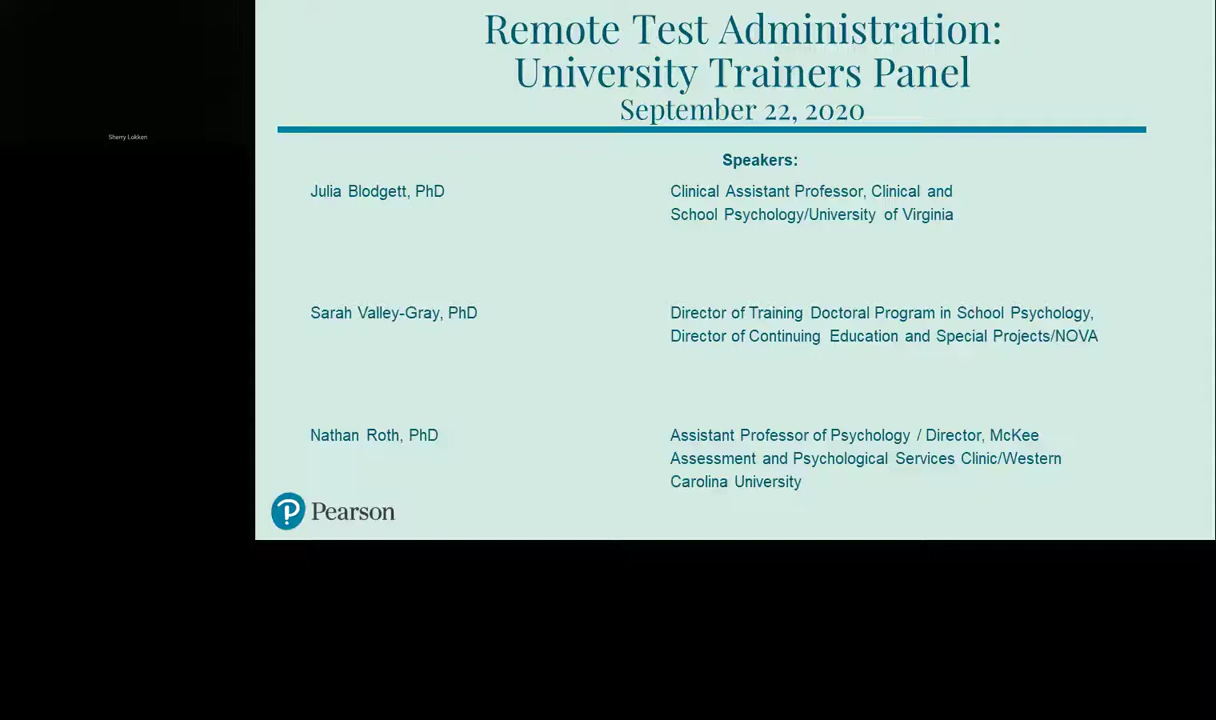 Remote Test Administration:
University Trainers Panel
September 22, 2020
Sherry Lokken
Speakers:
Julia Blodgett, PhD
Clinical Assistant Professor, Clinical and
School Psychology/University of Virginia
Sarah Valley-Gray, PhD
Director of Training Doctoral Program in School Psychology,
Director of Continuing Education and Special Projects/NOVA
Nathan Roth, PhD
Assistant Professor of Psychology / Director, McKee
Assessment and Psychological Services Clinic/Western
Carolina University
Pearson